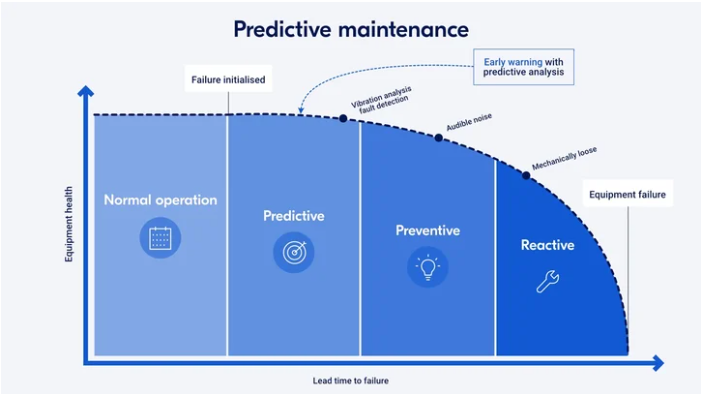 Predictive maintenance
Early warning with
predictive analysis
Failure initialised
Vibration analysis
fault detection
Audible noise
Mechanically loose
Equipment failure
Normal operation
Predictive
Preventive
Reactive
Equipment health
Lead time to failure